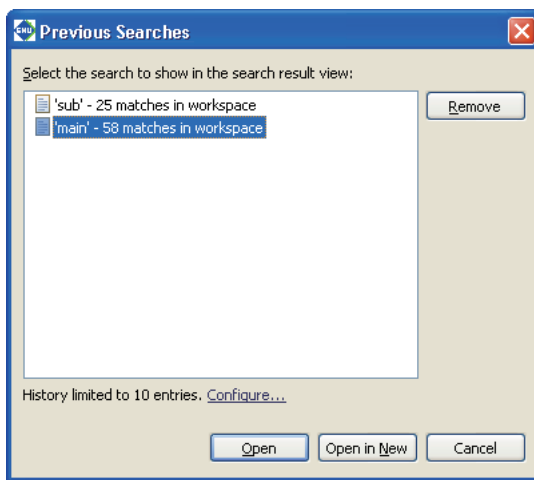 GNU Previous Searches
Select the search to show in the search result view:
'sub' - 25 matches in workspace
Remove
'main' - 58 matches in workspace
History limited to 10 entries. Configure...
Open Open in New Cancel